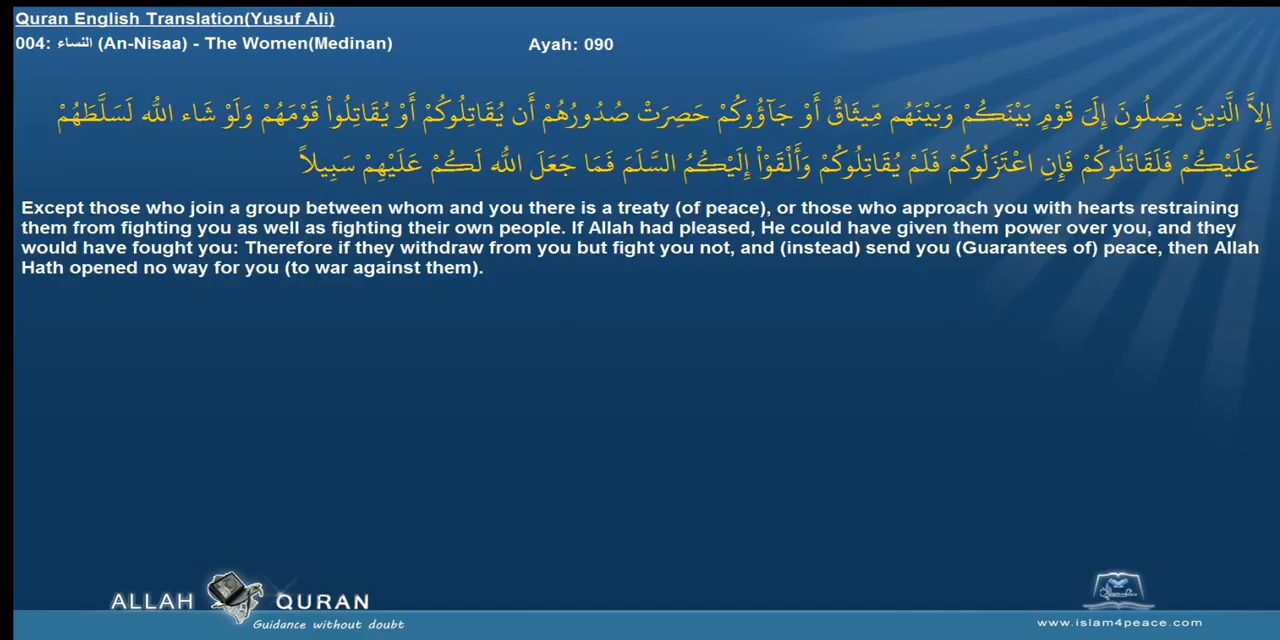 Quran English Translation(Yusuf Ali)
004: النساء (An-Nisaa) - The Women(Medinan) Ayah: 090
إِلاَّ الَّذِينَ يَصِلُونَ إِلَىَ قَوْمٍ بَيْنَكُمْ وَبَيْنَهُم مِّيثَاقٌ أَوْ جَآؤُوكُمْ حَصِرَتْ صُدُورُهُمْ أَن يُقَاتِلُوكُمْ أَوْ يُقَاتِلُواْ قَوْمَهُمْ وَلَوْ شَاء اللّهُ لَسَلَّطَهُمْ
عَلَيْكُمْ فَلَقَاتَلُوكُمْ فَإِنِ اعْتَزَلُوكُمْ فَلَمْ يُقَاتِلُوكُمْ وَأَلْقَوْاْ إِلَيْكُمُ السَّلَمَ فَمَا جَعَلَ اللّهُ لَكُمْ عَلَيْهِمْ سَبِيلاً
Except those who join a group between whom and you there is a treaty (of peace), or those who approach you with hearts restraining
them from fighting you as well as fighting their own people. If Allah had pleased, He could have given them power over you, and they
would have fought you: Therefore if they withdraw from you but fight you not, and (instead) send you (Guarantees of) peace, then Allah
Hath opened no way for you (to war against them).
ALLAH QURAN
Guidance without doubt
www.islam4peace.com